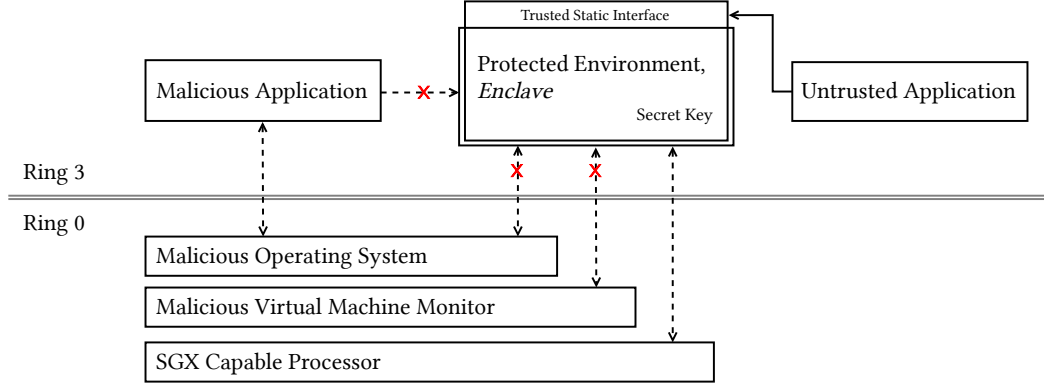 Trusted Static Interface
Malicious Application
Protected Environment,
Enclave
Secret Key
Untrusted Application
Ring 3
Ring 0
Malicious Operating System
Malicious Virtual Machine Monitor
SGX Capable Processor